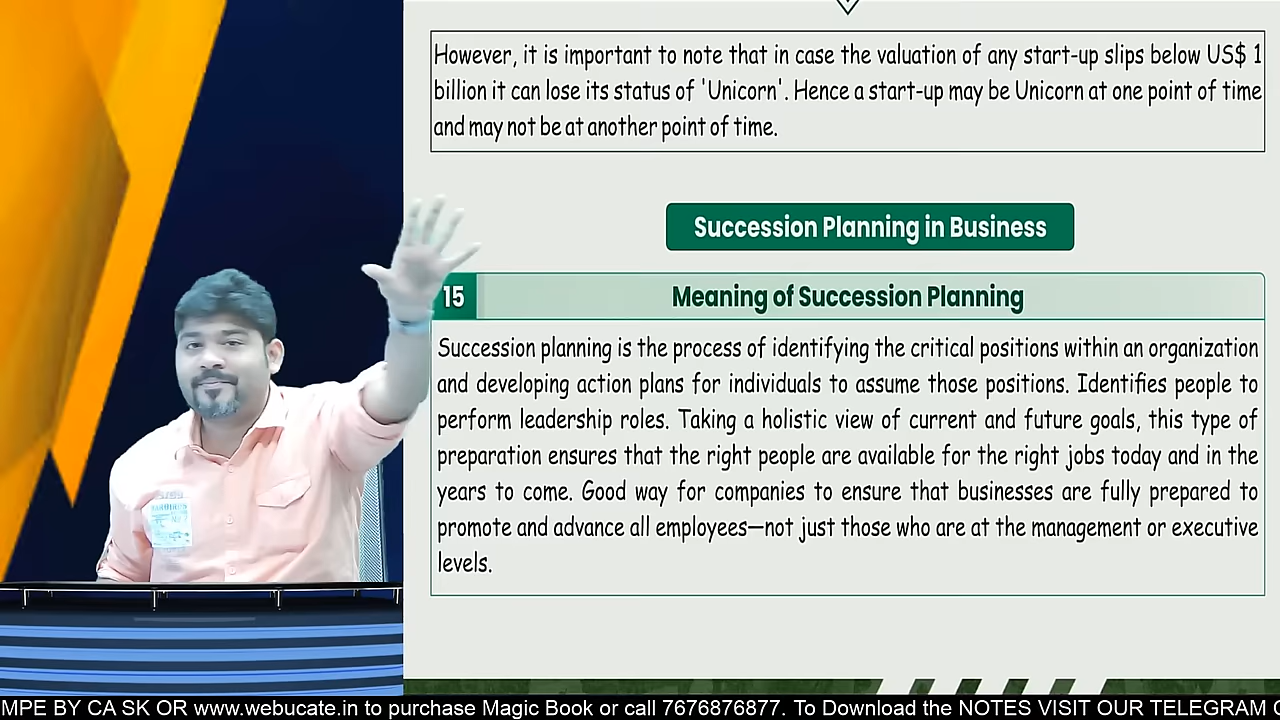 However, it is important to note that in case the valuation of any start-up slips below US$ 1
billion it can lose its status of 'Unicorn'. Hence a start-up may be Unicorn at one point of time
and may not be at another point of time.
Succession Planning in Business
15 Meaning of Succession Planning
Succession planning is the process of identifying the critical positions within an organization
and developing action plans for individuals to assume those positions. Identifies people to
perform leadership roles. Taking a holistic view of current and future goals, this type of
preparation ensures that the right people are available for the right jobs today and in the
years to come. Good way for companies to ensure that businesses are fully prepared to
promote and advance all employees—not just those who are at the management or executive
levels.
MPE BY CA SK OR www.webucate.in to purchase Magic Book or call 7676876877. To Download the NOTES VISIT OUR TELEGRAM